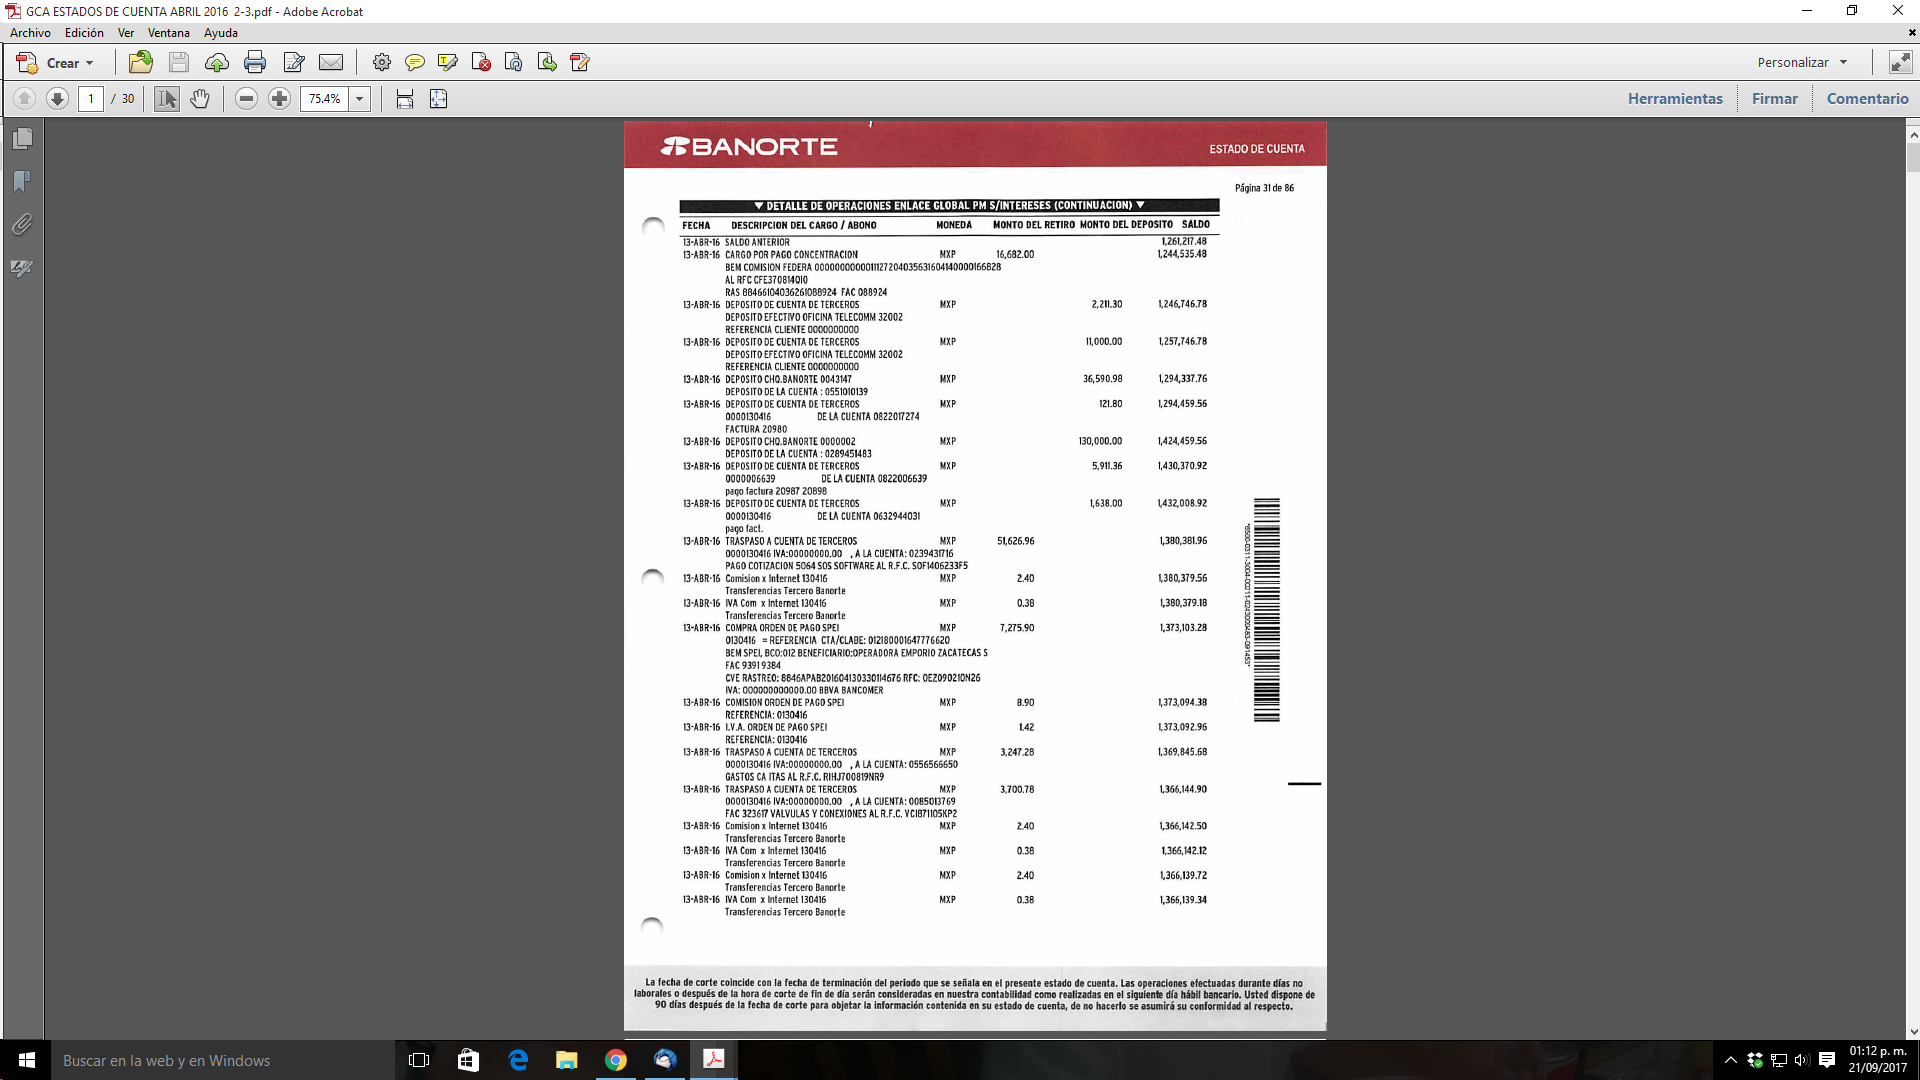 GCA ESTADOS DE CUENTA ABRIL 2016 2-3.pdf - Adobe Acrobat
Archivo Edición Ver Ventana Ayuda
Crear
Personalizar
1 / 30 75.4%
Herramientas Firmar Comentario
BANORTE
ESTADO DE CUENTA
Página 31 de 86
▼ DETALLE DE OPERACIONES ENLACE GLOBAL PM S/INTERESES (CONTINUACION) ▼
FECHA DESCRIPCION DEL CARGO / ABONO MONEDA MONTO DEL RETIRO MONTO DEL DEPOSITO SALDO
13-ABR-16 SALDO ANTERIOR 1,261,217.48
13-ABR-16 CARGO POR PAGO CONCENTRACION MXP 16,682.00 1,244,535.48
BEM COMISION FEDERA
AL RFC CFE370814QI0
RAS 88466104036261088924 FAC 088924
13-ABR-16 DEPOSITO DE CUENTA DE TERCEROS MXP 2,211.30 1,246,746.78
DEPOSITO EFECTIVO OFICINA TELECOMM 32002
REFERENCIA CLIENTE 0000000000
13-ABR-16 DEPOSITO DE CUENTA DE TERCEROS MXP 11,000.00 1,257,746.78
DEPOSITO EFECTIVO OFICINA TELECOMM 32002
REFERENCIA CLIENTE 0000000000
13-ABR-16 DEPOSITO CHQ.BANORTE 0043147 MXP 36,590.98 1,294,337.76
DEPOSITO DE LA CUENTA : 0551010139
13-ABR-16 DEPOSITO DE CUENTA DE TERCEROS MXP 121.80 1,294,459.56
0000130416 DE LA CUENTA 0822017274
FACTURA 20980
13-ABR-16 DEPOSITO CHQ.BANORTE 0000002 MXP 130,000.00 1,424,459.56
DEPOSITO DE LA CUENTA : 0289451483
13-ABR-16 DEPOSITO DE CUENTA DE TERCEROS MXP 5,911.36 1,430,370.92
0000006639 DE LA CUENTA 0822006639
pago factura 20987 20898
13-ABR-16 DEPOSITO DE CUENTA DE TERCEROS MXP 1,638.00 1,432,008.92
0000130416 DE LA CUENTA 0632944031
pago fact.
13-ABR-16 TRASPASO A CUENTA DE TERCEROS MXP 51,626.96 1,380,381.96
0000130416 IVA:00000000.00 , A LA CUENTA: 0239431716
PAGO COTIZACION 5064 SOS SOFTWARE AL R.F.C. SOF1406233F5
13-ABR-16 Comision x Internet 130416 MXP 2.40 1,380,379.56
Transferencias Tercero Banorte
13-ABR-16 IVA Com x Internet 130416 MXP 0.38 1,380,379.18
Transferencias Tercero Banorte
13-ABR-16 COMPRA ORDEN DE PAGO SPEI MXP 7,275.90 1,373,103.28
0130416 = REFERENCIA CTA/CLABE: 012180001647776620
BEM SPEI, BCO:012 BENEFICIARIO:OPERADORA EMPORIO ZACATECAS S
FAC 9391 9384
CVE RASTREO: 8846APAB201604130330114676 RFC: OEZ090210N26
IVA: 000000000000.00 BBVA BANCOMER
13-ABR-16 COMISION ORDEN DE PAGO SPEI MXP 8.90 1,373,094.38
REFERENCIA: 0130416
13-ABR-16 I.V.A. ORDEN DE PAGO SPEI MXP 1.42 1,373,092.96
REFERENCIA: 0130416
13-ABR-16 TRASPASO A CUENTA DE TERCEROS MXP 3,247.28 1,369,845.68
0000130416 IVA:00000000.00 , A LA CUENTA: 0556566650
GASTOS CA ITAS AL R.F.C. RIHJ700819NR9
13-ABR-16 TRASPASO A CUENTA DE TERCEROS MXP 3,700.78 1,366,144.90
0000130416 IVA:00000000.00 , A LA CUENTA: 0085013769
FAC 323617 VALVULAS Y CONEXIONES AL R.F.C. VCI871105KP2
13-ABR-16 Comision x Internet 130416 MXP 2.40 1,366,142.50
Transferencias Tercero Banorte
13-ABR-16 IVA Com x Internet 130416 MXP 0.38 1,366,142.12
Transferencias Tercero Banorte
13-ABR-16 Comision x Internet 130416 MXP 2.40 1,366,139.72
Transferencias Tercero Banorte
13-ABR-16 IVA Com x Internet 130416 MXP 0.38 1,366,139.34
Transferencias Tercero Banorte
La fecha de corte coincide con la fecha de terminación del periodo que se señala en el presente estado de cuenta. Las operaciones efectuadas durante días no
laborales o después de la hora de corte de fin de día serán consideradas en nuestra contabilidad como realizadas en el siguiente día hábil bancario. Usted dispone de
90 días después de la fecha de corte para objetar la información contenida en su estado de cuenta, de no hacerlo se asumirá su conformidad al respecto.
Buscar en la web y en Windows
01:12 p. m.
21/09/2017